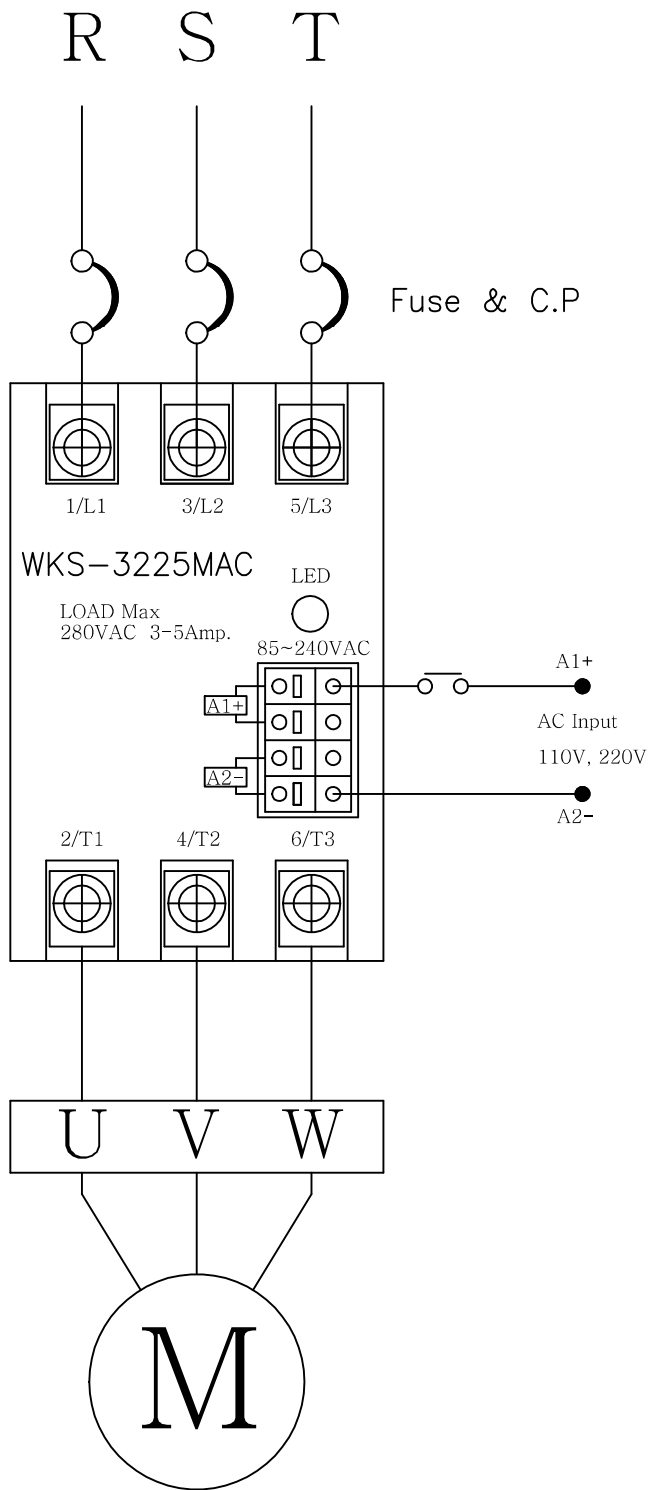 R S T
Fuse & C.P
1/L1 3/L2 5/L3
WKS-3225MAC
LED
LOAD Max
280VAC 3-5Amp.
85~240VAC
A1+
A1+
AC Input
110V, 220V
A2-
A2-
2/T1 4/T2 6/T3
U V W
M